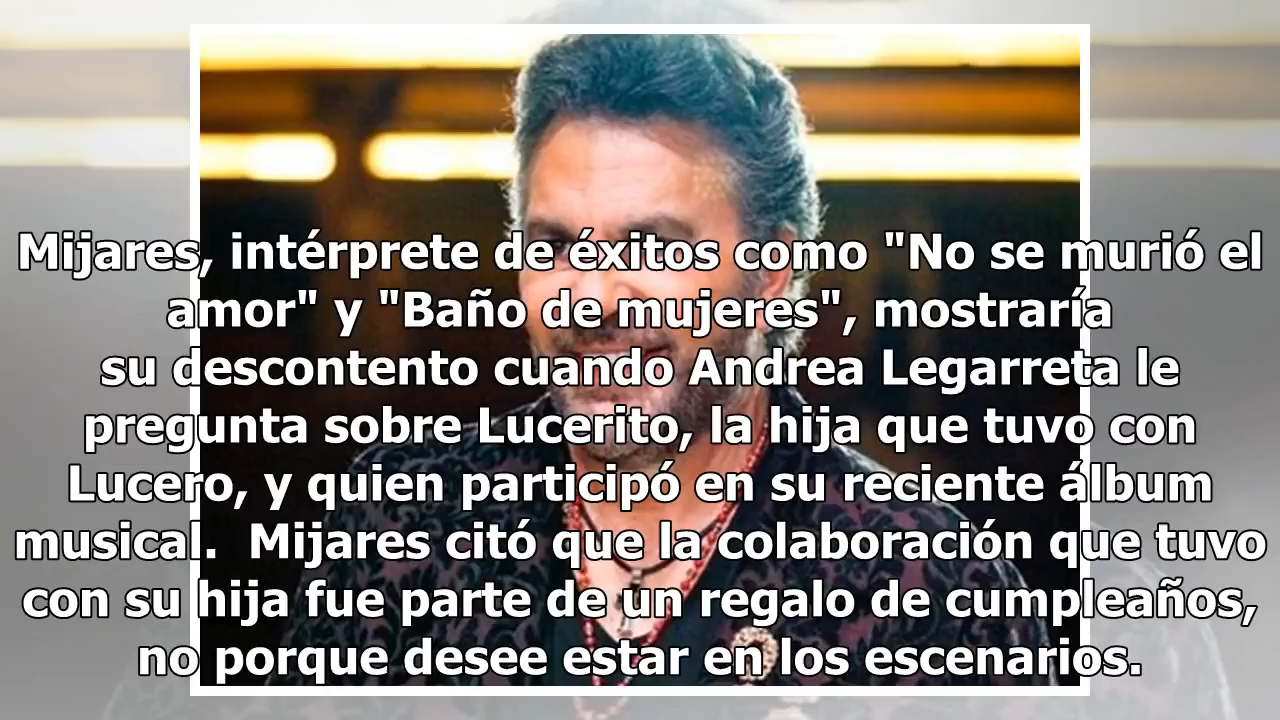 Mijares, intérprete de éxitos como "No se murió el
amor" y "Baño de mujeres", mostraría
su descontento cuando Andrea Legarreta le
pregunta sobre Lucerito, la hija que tuvo con
Lucero, y quien participó en su reciente álbum
musical.  Mijares citó que la colaboración que tuvo
con su hija fue parte de un regalo de cumpleaños,
no porque desee estar en los escenarios.